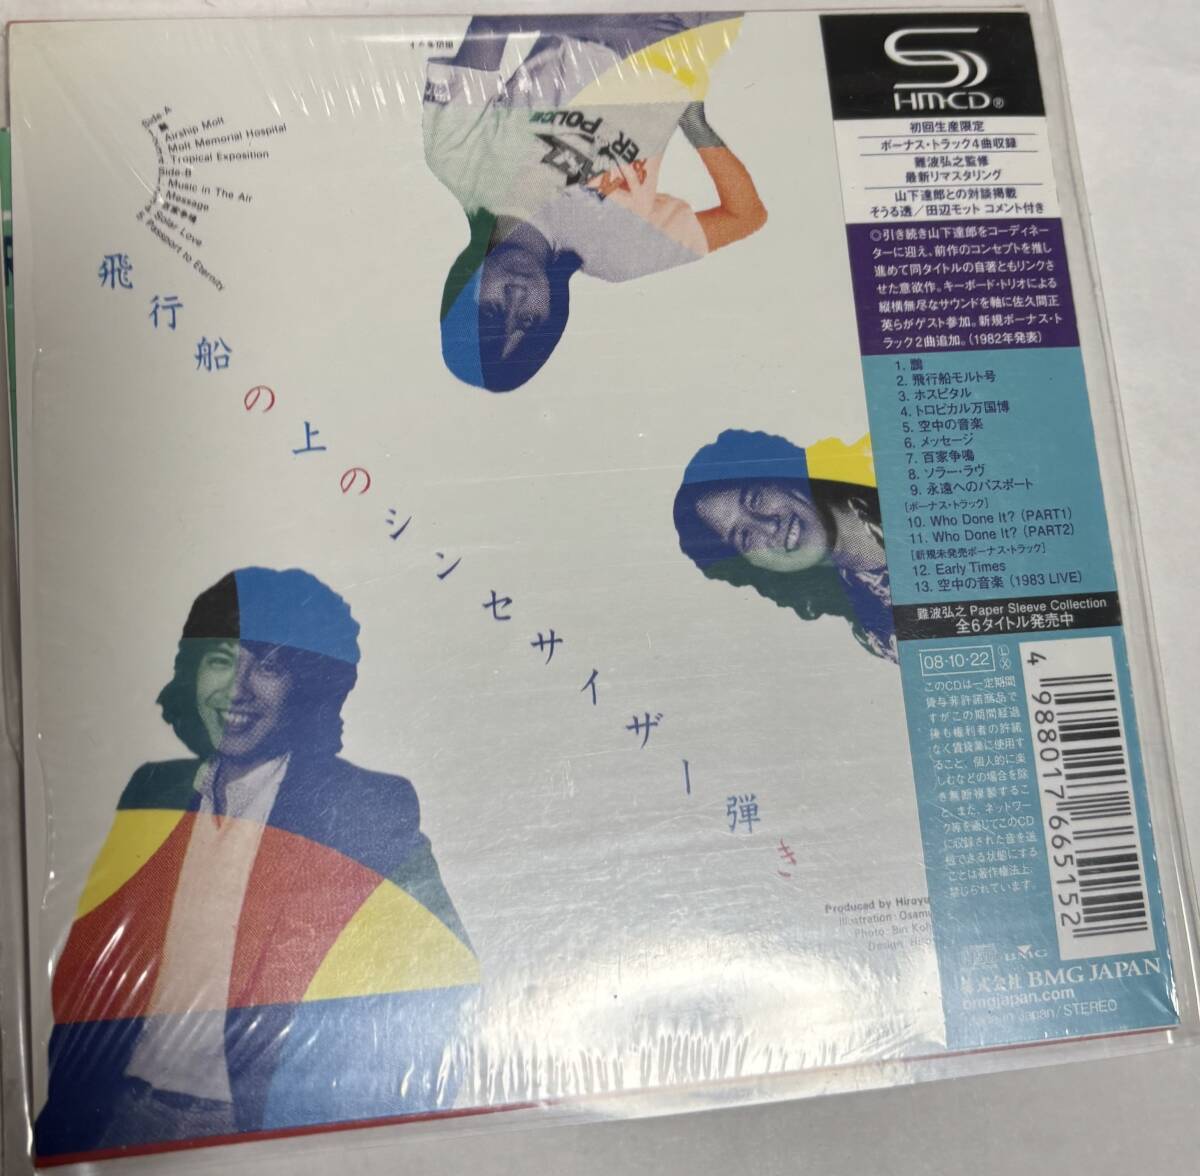 Side A
1. 鵬
Airship Molt
Molt Memorial Hospital
Tropical Exposition
Side B
Music in The Air
Message
百家争鳴
Solar Love
Passport to Eternity
飛行船の上のシンセサイザー弾き
POLICE
Produced by Hiroyu
Illustration: Osamu
Photo: Bin Koh
Design: Hiro
SHM-CD®
初回生産限定
ボーナス・トラック4曲収録
難波弘之監修
最新リマスタリング
山下達郎との対談掲載
そうる透/田辺モット コメント付き
◎引き続き山下達郎をコーディネー
ターに迎え、前作のコンセプトを推し
進めて同タイトルの自著ともリンクさ
せた意欲作。キーボード・トリオによる
縦横無尽なサウンドを軸に佐久間正
英らがゲスト参加。新規ボーナス・ト
ラック2曲追加。(1982年発表)
1. 鵬
2. 飛行船モルト号
3. ホスピタル
4. トロピカル万国博
5. 空中の音楽
6. メッセージ
7. 百家争鳴
8. ソラー・ラヴ
9. 永遠へのパスポート
[ボーナス・トラック]
10. Who Done It? (PART1)
11. Who Done It? (PART2)
[新規未発売ボーナス・トラック]
12. Early Times
13. 空中の音楽 (1983 LIVE)
難波弘之 Paper Sleeve Collection
全6タイトル発売中
08・10・22 Ⓛ Ⓧ
このCDは一定期間
貸与非許諾商品で
すがこの期間経過
後も権利者の許諾
なく賃貸業に使用す
ること、個人的に楽
しむなどの場合を除
き無断複製するこ
と、また、ネットワー
ク等を通じてこのCD
に収録された音を送
信できる状態にする
ことは著作権法上、
禁じられています。
4 988017 665152
BMG
株式会社 BMG JAPAN
bmgjapan.com
Made in Japan/STEREO